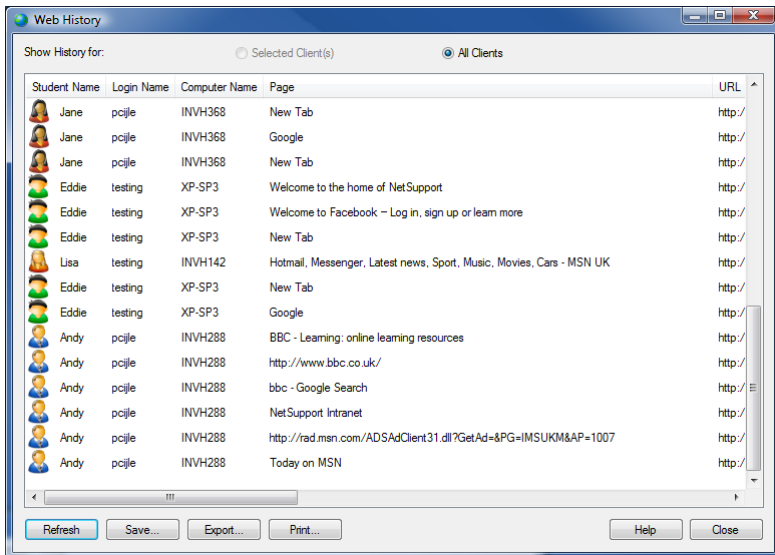 Web History
Show History for: Selected Client(s) All Clients
Student Name Login Name Computer Name Page URL
Jane pcijle INVH368 New Tab http:/
Jane pcijle INVH368 Google http:/
Jane pcijle INVH368 New Tab http:/
Eddie testing XP-SP3 Welcome to the home of NetSupport http:/
Eddie testing XP-SP3 Welcome to Facebook – Log in, sign up or learn more http:/
Eddie testing XP-SP3 New Tab http:/
Lisa testing INVH142 Hotmail, Messenger, Latest news, Sport, Music, Movies, Cars - MSN UK http:/
Eddie testing XP-SP3 New Tab http:/
Eddie testing XP-SP3 Google http:/
Andy pcijle INVH288 BBC - Learning: online learning resources http:/
Andy pcijle INVH288 http://www.bbc.co.uk/ http:/
Andy pcijle INVH288 bbc - Google Search http:/
Andy pcijle INVH288 NetSupport Intranet http:/
Andy pcijle INVH288 http://rad.msn.com/ADSAdClient31.dll?GetAd=&PG=IMSUKM&AP=1007 http:/
Andy pcijle INVH288 Today on MSN http:/
Refresh Save... Export... Print... Help Close